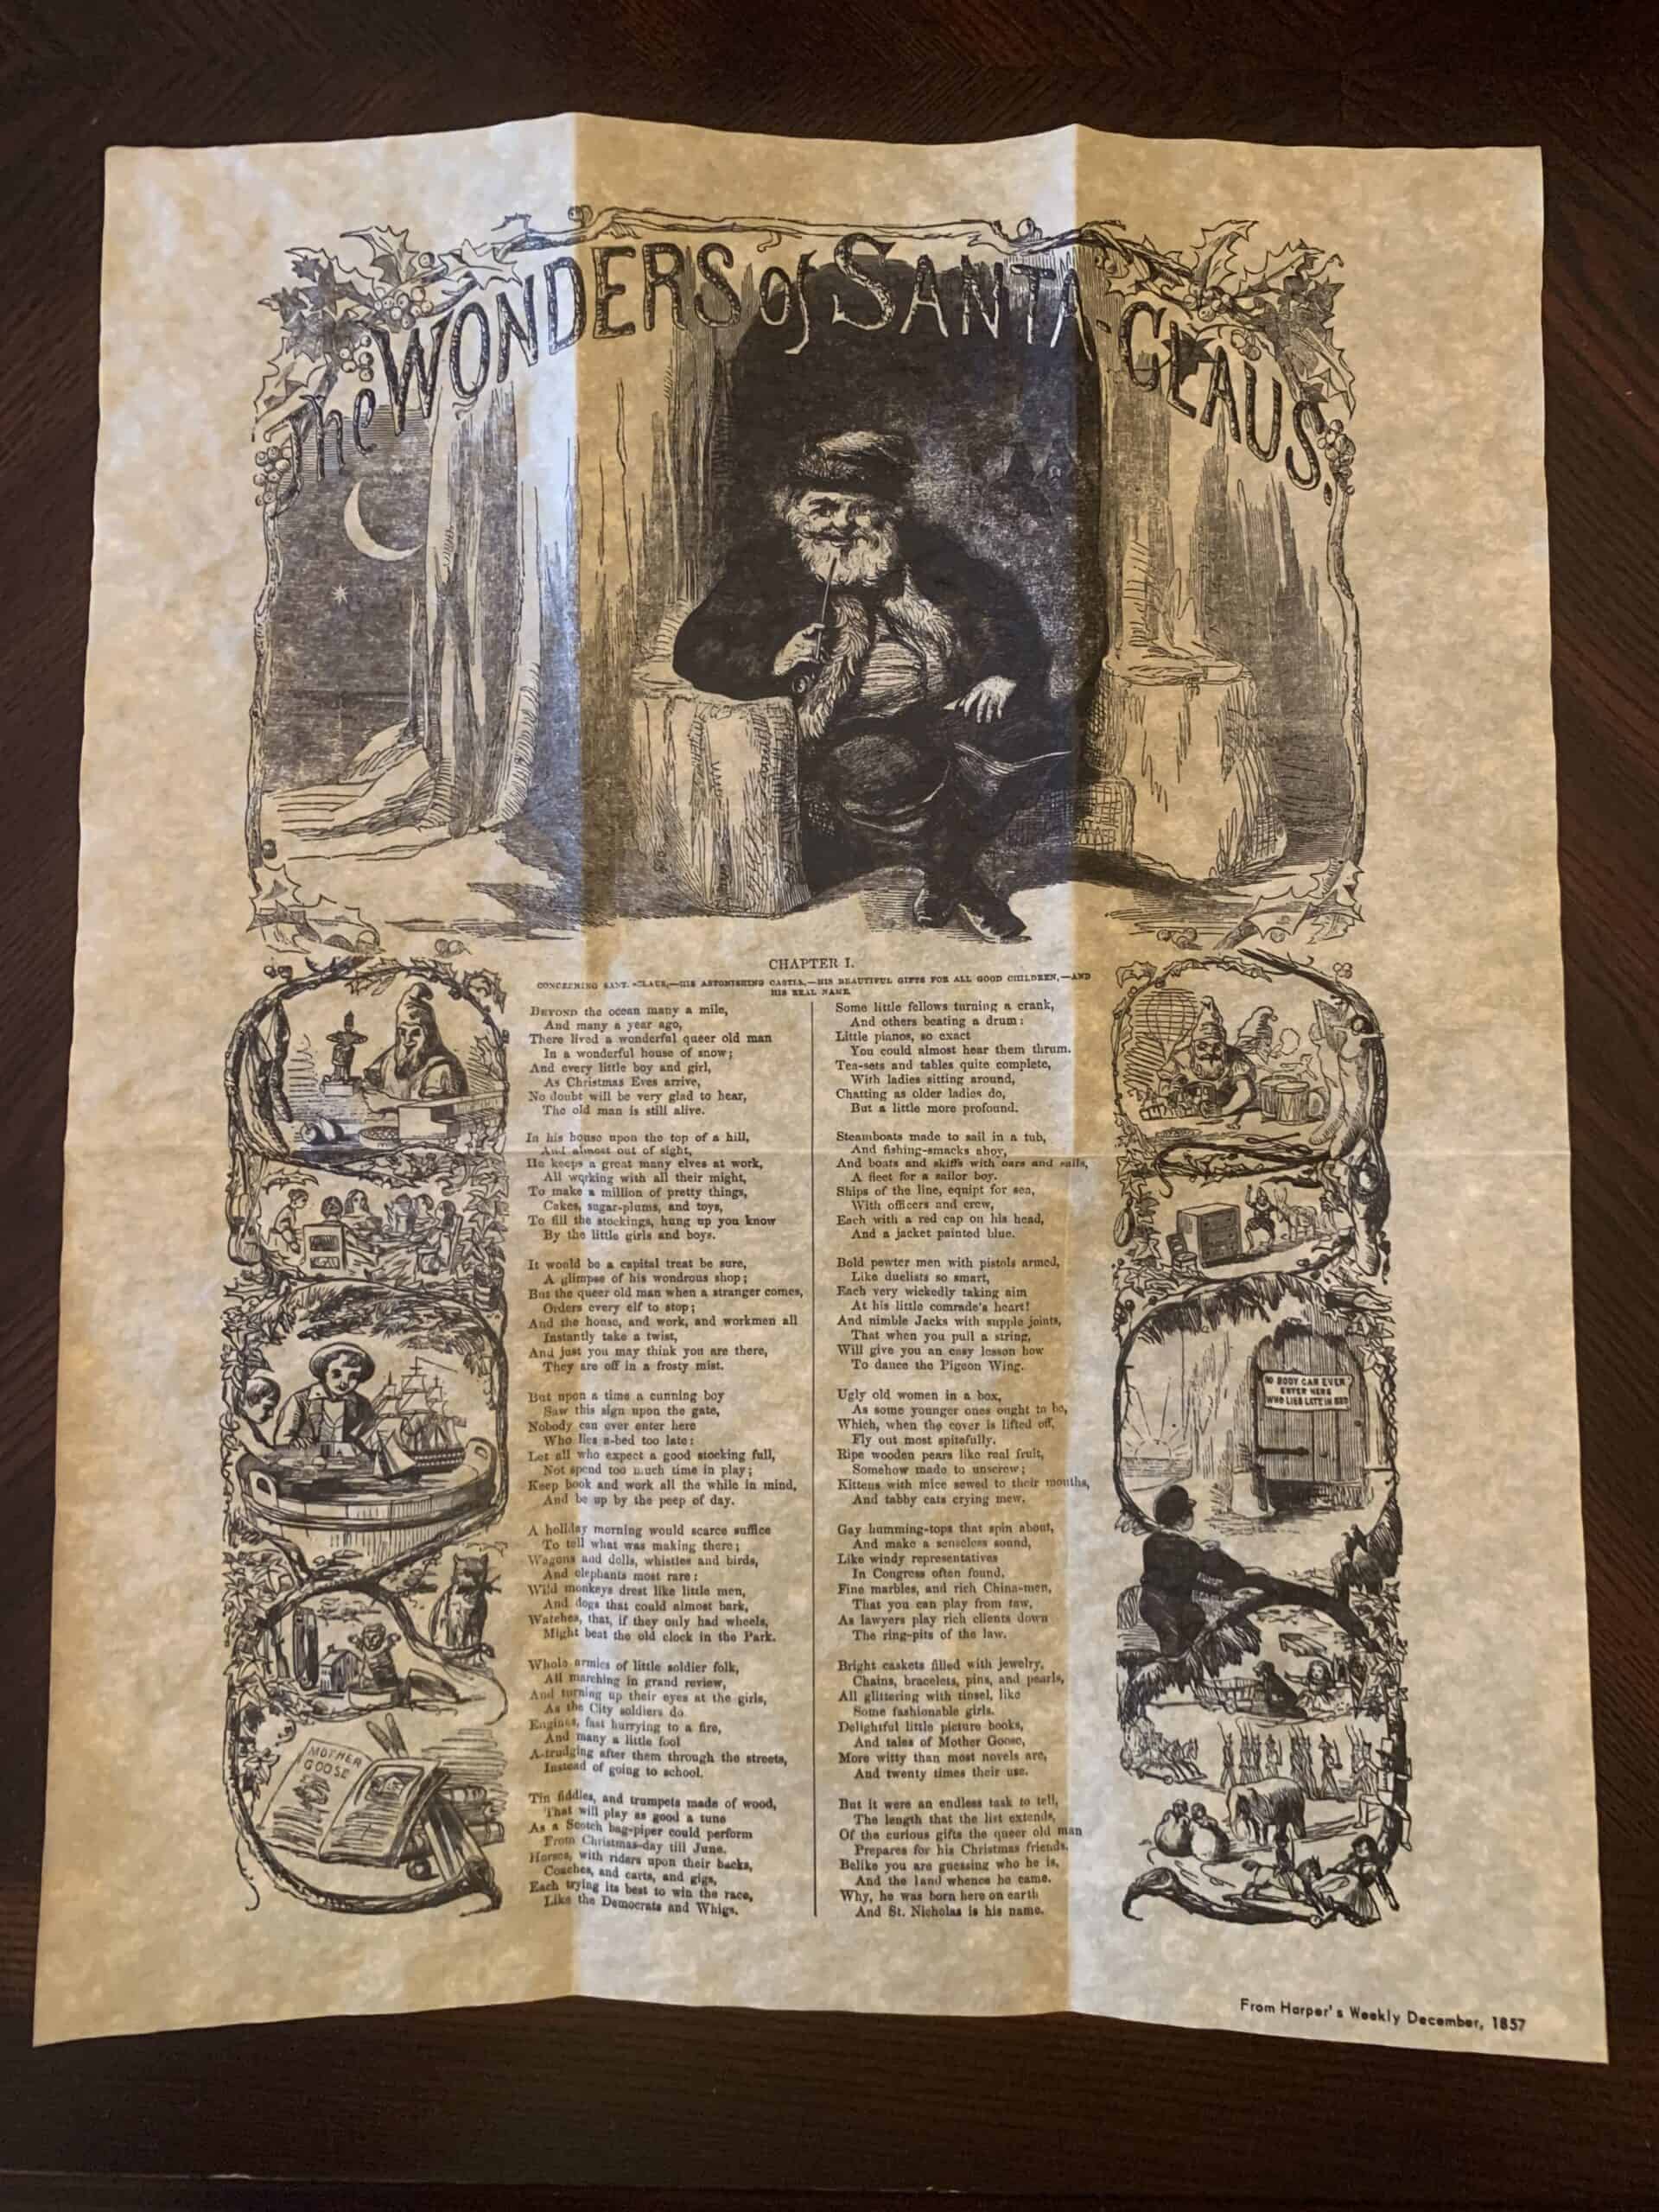 The WONDERS of SANTA CLAUS.
CHAPTER I.
CONCERNING SANTA CLAUS,—HIS ASTONISHING CASTLE,—HIS BEAUTIFUL GIFTS FOR ALL GOOD CHILDREN,—AND
HIS REAL NAME.
BEYOND the ocean many a mile,
And many a year ago,
There lived a wonderful queer old man
In a wonderful house of snow;
And every little boy and girl,
As Christmas Eves arrive,
No doubt will be very glad to hear,
The old man is still alive.
In his house upon the top of a hill,
And almost out of sight,
He keeps a great many elves at work,
All working with all their might,
To make a million of pretty things,
Cakes, sugar-plums, and toys,
To fill the stockings, hung up you know
By the little girls and boys.
It would be a capital treat be sure,
A glimpse of his wondrous shop;
But the queer old man when a stranger comes,
Orders every elf to stop;
And the house, and work, and workmen all
Instantly take a twist,
And just you may think you are there,
They are off in a frosty mist.
But upon a time a cunning boy
Saw this sign upon the gate,
Nobody can ever enter here
Who lies a-bed too late:
Let all who expect a good stocking full,
Not spend too much time in play;
Keep book and work all the while in mind,
And be up by the peep of day.
A holiday morning would scarce suffice
To tell what was making there;
Wagons and dolls, whistles and birds,
And elephants most rare:
Wild monkeys drest like little men,
And dogs that could almost bark,
Watches, that, if they only had wheels,
Might beat the old clock in the Park.
Whole armies of little soldier folk,
All marching in grand review,
And turning up their eyes at the girls,
As the City soldiers do.
Engines, fast hurrying to a fire,
And many a little fool
A-trudging after them through the streets,
Instead of going to school.
Tin fiddles, and trumpets made of wood,
That will play as good a tune
As a Scotch bag-piper could perform
From Christmas-day till June.
Horses, with riders upon their backs,
Coaches, and carts, and gigs,
Each trying its best to win the race,
Like the Democrats and Whigs.
Some little fellows turning a crank,
And others beating a drum:
Little pianos, so exact
You could almost hear them thrum.
Tea-sets and tables quite complete,
With ladies sitting around,
Chatting as older ladies do,
But a little more profound.
Steamboats made to sail in a tub,
And fishing-smacks ahoy,
And boats and skiffs with oars and sails,
A fleet for a sailor boy.
Ships of the line, equipt for sea,
With officers and crew,
Each with a red cap on his head,
And a jacket painted blue.
Bold pewter men with pistols armed,
Like duelists so smart,
Each very wickedly taking aim
At his little comrade's heart!
And nimble Jacks with supple joints,
That when you pull a string,
Will give you an easy lesson how
To dance the Pigeon Wing.
Ugly old women in a box,
As some younger ones ought to be,
Which, when the cover is lifted off,
Fly out most spitefully.
Ripe wooden pears like real fruit,
Somehow made to unscrew;
Kittens with mice sewed to their mouths,
And tabby cats crying mew.
Gay humming-tops that spin about,
And make a senseless sound,
Like windy representatives
In Congress often found.
Fine marbles, and rich China-men,
That you can play from taw,
As lawyers play rich clients down
The ring-pits of the law.
Bright caskets filled with jewelry,
Chains, bracelets, pins, and pearls,
All glittering with tinsel, like
Some fashionable girls.
Delightful little picture books,
And tales of Mother Goose,
More witty than most novels are,
And twenty times their use.
But it were an endless task to tell,
The length that the list extends,
Of the curious gifts the queer old man
Prepares for his Christmas friends.
Belike you are guessing who he is,
And the land whence he came.
Why, he was born here on earth
And St. Nicholas is his name.
NO BODY CAN EVER
ENTER HERE
WHO LIES LATE IN BED
MOTHER
GOOSE
From Harper's Weekly December, 1857